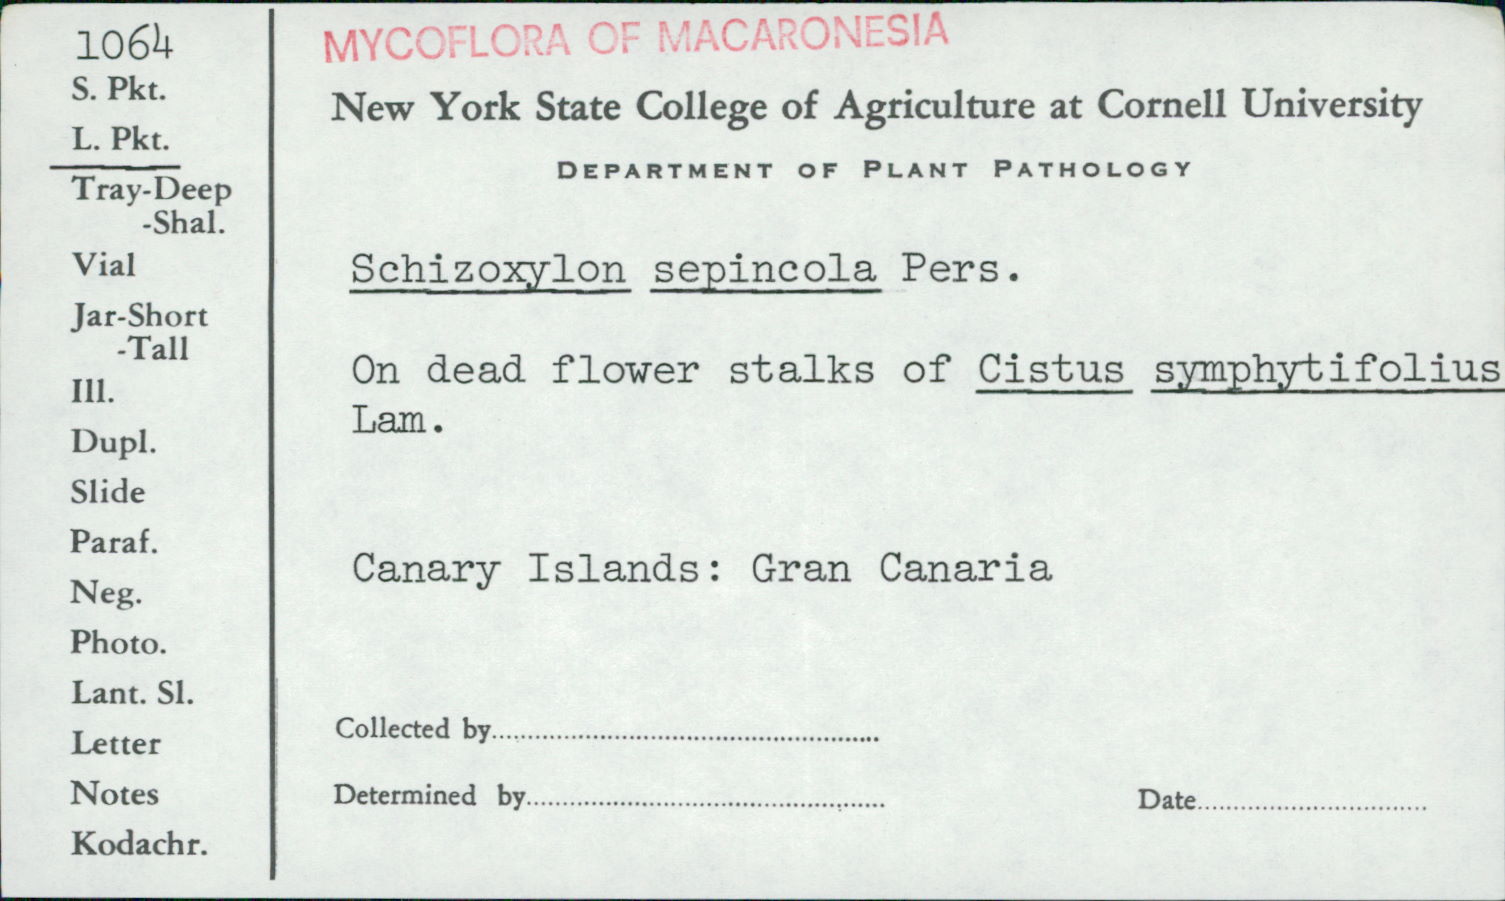 1064
S. Pkt.
L. Pkt.
Tray-Deep
-Shal.
Vial
Jar-Short
-Tall
Ill.
Dupl.
Slide
Paraf.
Neg.
Photo.
Lant. Sl.
Letter
Notes
Kodachr.
MYCOFLORA OF MACARONESIA
New York State College of Agriculture at Cornell University
DEPARTMENT OF PLANT PATHOLOGY
Schizoxylon sepincola Pers.
On dead flower stalks of Cistus symphytifolius
Lam.
Canary Islands: Gran Canaria
Collected by
Determined by
Date